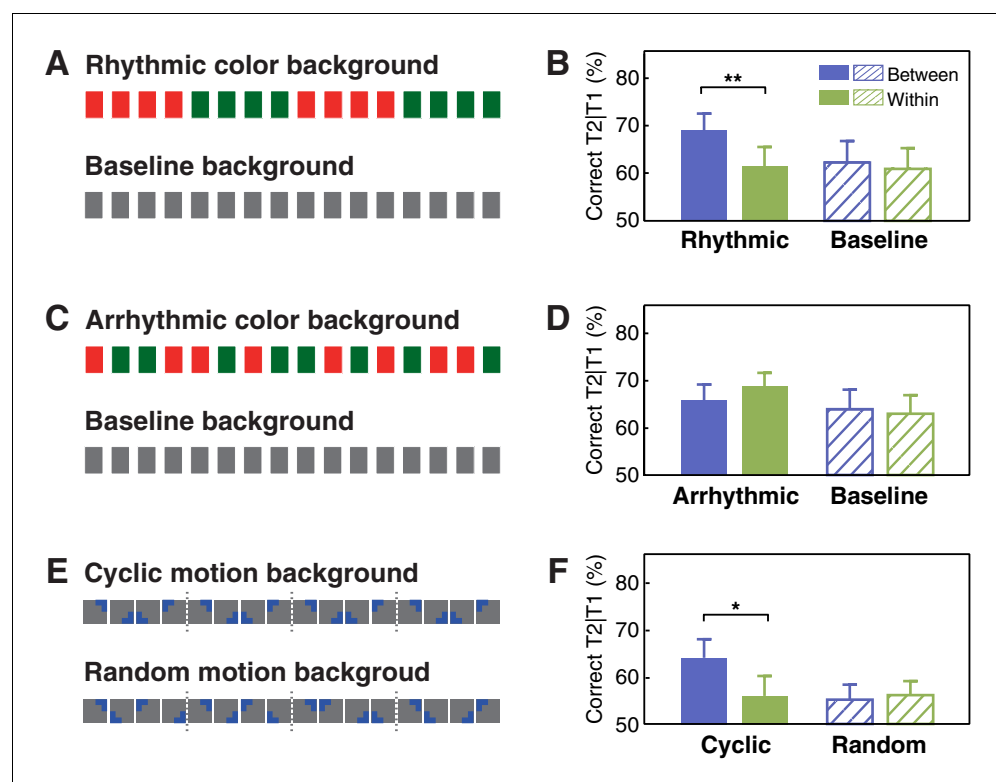 A
Rhythmic color background
Baseline background
B
Correct T2|T1 (%)
80
70
60
50
**
Between
Within
Rhythmic
Baseline
C
Arrhythmic color background
Baseline background
D
Correct T2|T1 (%)
80
70
60
50
Arrhythmic
Baseline
E
Cyclic motion background
Random motion backgroud
F
Correct T2|T1 (%)
80
70
60
50
*
Cyclic
Random